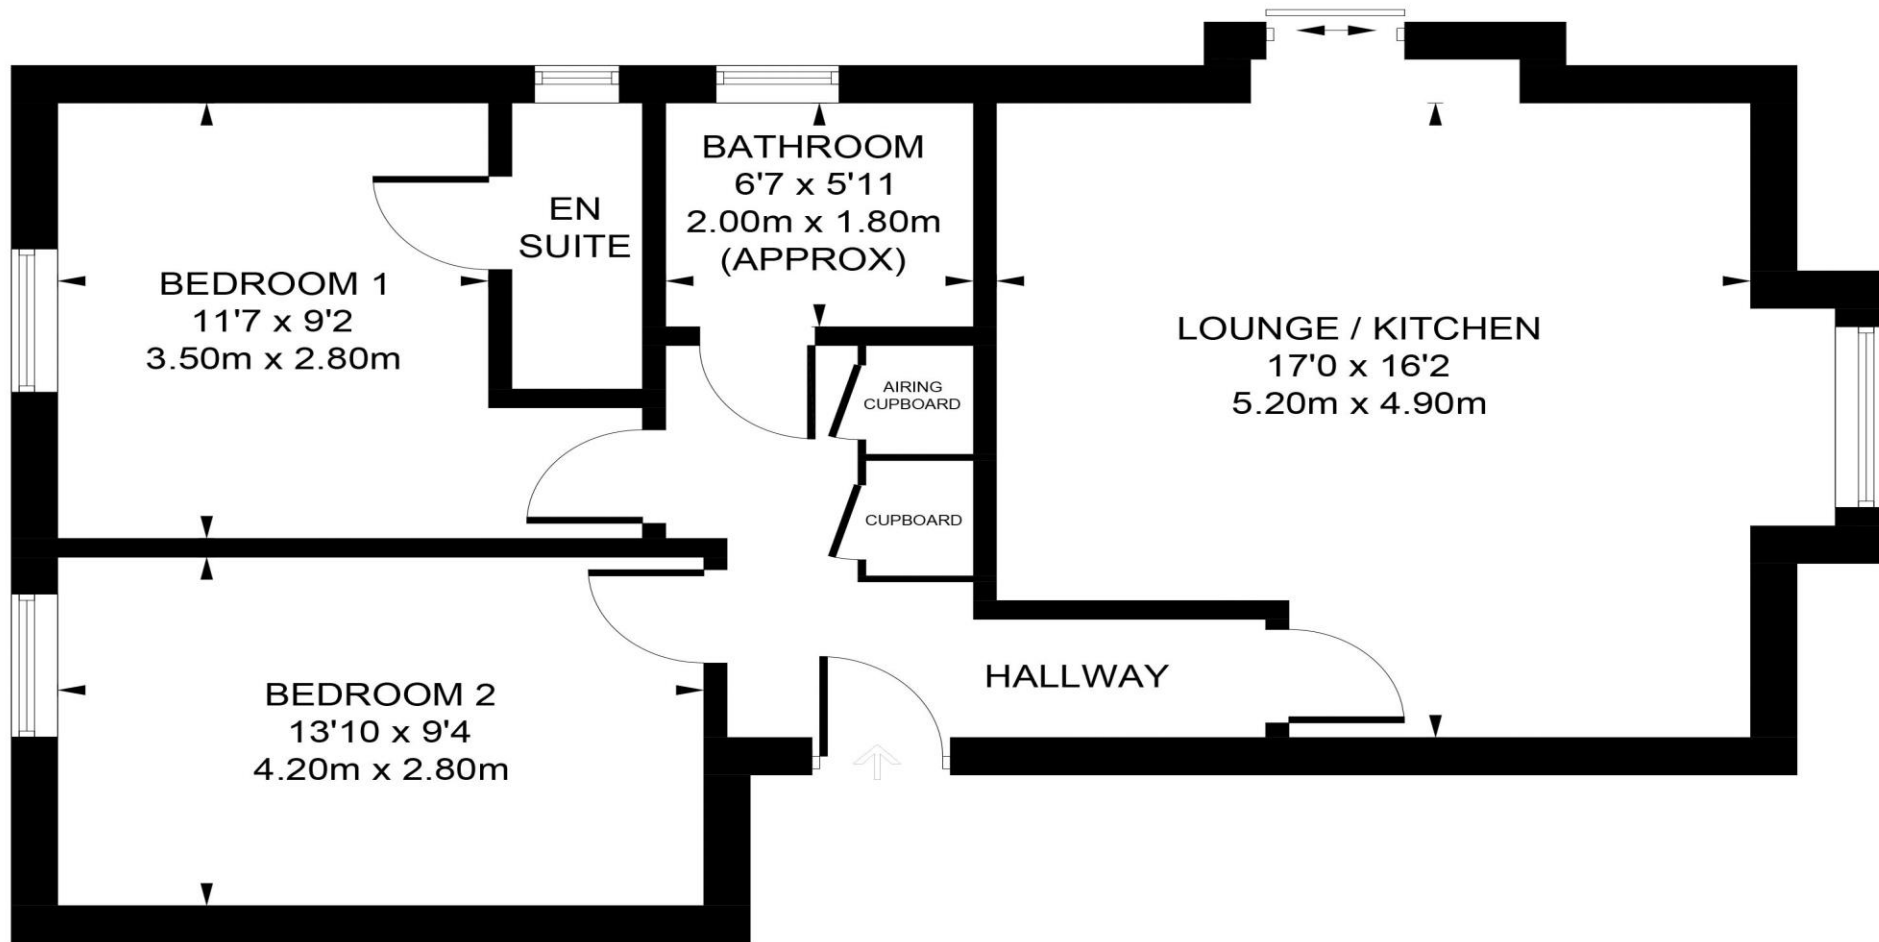 BEDROOM 1
11'7 x 9'2
3.50m x 2.80m
EN
SUITE
BATHROOM
6'7 x 5'11
2.00m x 1.80m
(APPROX)
AIRING
CUPBOARD
CUPBOARD
LOUNGE / KITCHEN
17'0 x 16'2
5.20m x 4.90m
BEDROOM 2
13'10 x 9'4
4.20m x 2.80m
HALLWAY